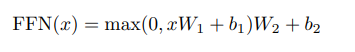 FFN(x) = max(0, xW₁ + b₁)W₂ + b₂